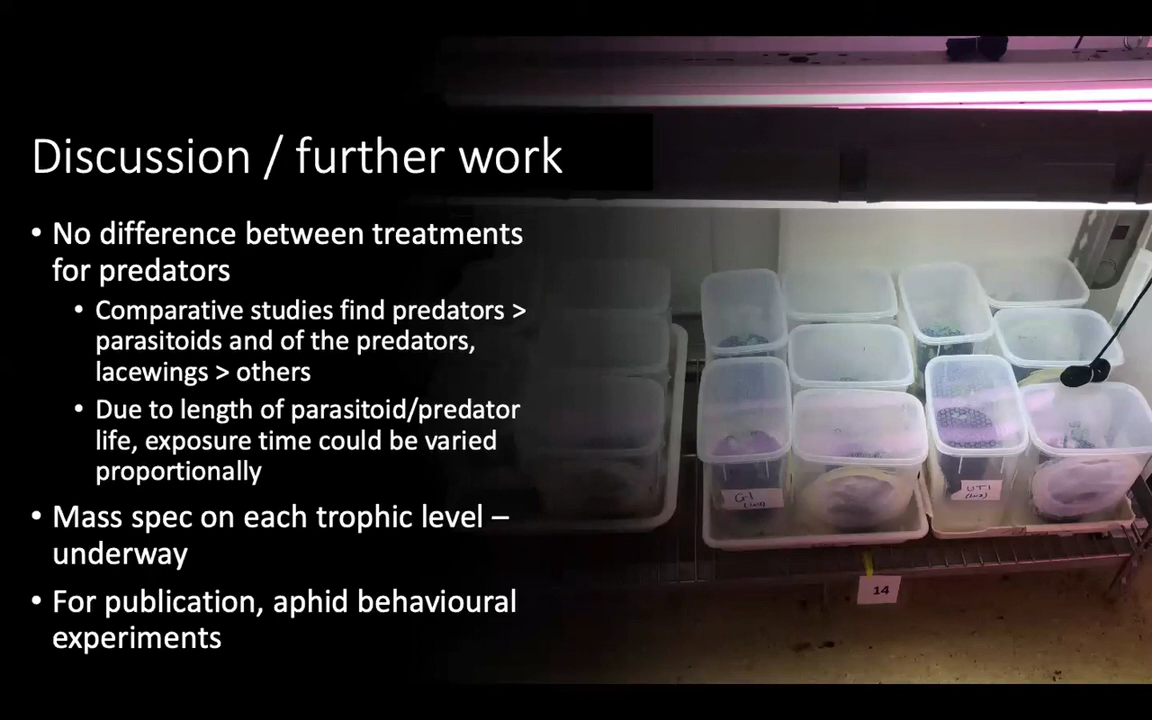 Discussion / further work
• No difference between treatments
for predators
• Comparative studies find predators >
parasitoids and of the predators,
lacewings > others
• Due to length of parasitoid/predator
life, exposure time could be varied
proportionally
• Mass spec on each trophic level –
underway
• For publication, aphid behavioural
experiments
14